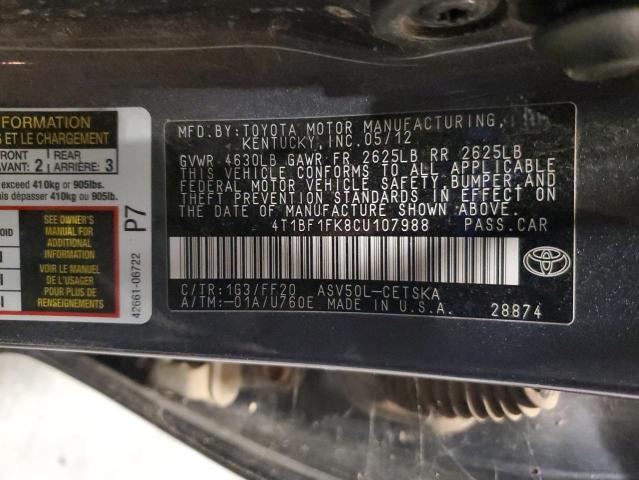 FORMATION
S ET LE CHARGEMENT
FRONT
AVANT: 2
REAR
ARRIÈRE: 3
exceed 410kg or 905lbs.
dépasser 410kg ou 905lb.
SEE OWNER'S
MANUAL FOR
ADDITIONAL
INFORMATION
VOIR LE MANUEL DE
L'USAGER POUR
PLUS DE
RENSEIGNEMENTS
P7
42661-06722
MFD.BY: TOYOTA MOTOR MANUFACTURING,
KENTUCKY, INC. 05/12
GVWR 4630LB GAWR FR 2625LB RR 2625LB
THIS VEHICLE CONFORMS TO ALL APPLICABLE
FEDERAL MOTOR VEHICLE SAFETY, BUMPER, AND
THEFT PREVENTION STANDARDS IN EFFECT ON
THE DATE OF MANUFACTURE SHOWN ABOVE.
4T1BF1FK8CU107988 PASS.CAR
C/TR: 1G3/FF20 ASV50L-CETSKA
A/TM: -01A/U760E MADE IN U.S.A. 28874